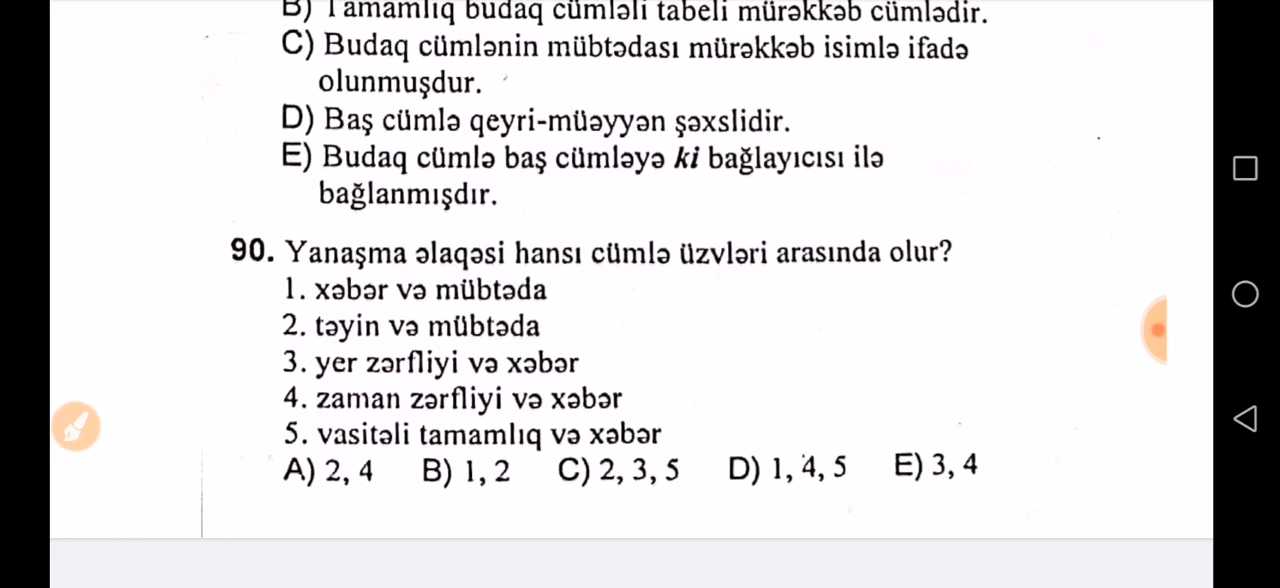 B) Tamamlıq budaq cümləli tabeli mürəkkəb cümlədir.
C) Budaq cümlənin mübtədası mürəkkəb isimlə ifadə
olunmuşdur.
D) Baş cümlə qeyri-müəyyən şəxslidir.
E) Budaq cümlə baş cümləyə ki bağlayıcısı ilə
bağlanmışdır.
90. Yanaşma əlaqəsi hansı cümlə üzvləri arasında olur?
1. xəbər və mübtəda
2. təyin və mübtəda
3. yer zərfliyi və xəbər
4. zaman zərfliyi və xəbər
5. vasitəli tamamlıq və xəbər
A) 2, 4 B) 1, 2 C) 2, 3, 5 D) 1, 4, 5 E) 3, 4